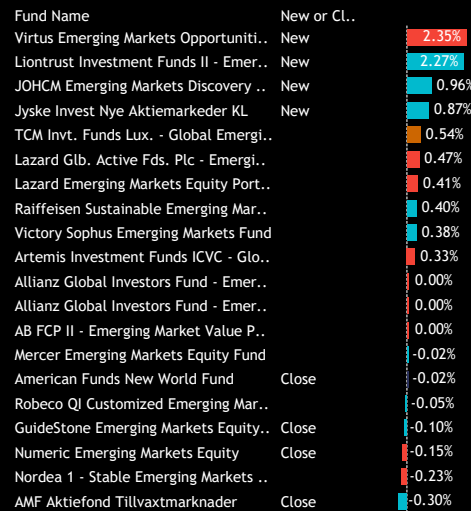 Fund Name New or Cl..
Virtus Emerging Markets Opportuniti.. New 2.35%
Liontrust Investment Funds II - Emer.. New 2.27%
JOHCM Emerging Markets Discovery .. New 0.96%
Jyske Invest Nye Aktiemarkeder KL New 0.87%
TCM Invt. Funds Lux. - Global Emergi.. 0.54%
Lazard Glb. Active Fds. Plc - Emergi.. 0.47%
Lazard Emerging Markets Equity Port.. 0.41%
Raiffeisen Sustainable Emerging Mar.. 0.40%
Victory Sophus Emerging Markets Fund 0.38%
Artemis Investment Funds ICVC - Glo.. 0.33%
Allianz Global Investors Fund - Emer.. 0.00%
Allianz Global Investors Fund - Emer.. 0.00%
AB FCP II - Emerging Market Value P.. 0.00%
Mercer Emerging Markets Equity Fund -0.02%
American Funds New World Fund Close -0.02%
Robeco QI Customized Emerging Mar.. -0.05%
GuideStone Emerging Markets Equity.. Close -0.10%
Numeric Emerging Markets Equity Close -0.15%
Nordea 1 - Stable Emerging Markets .. -0.23%
AMF Aktiefond Tillvaxtmarknader Close -0.30%